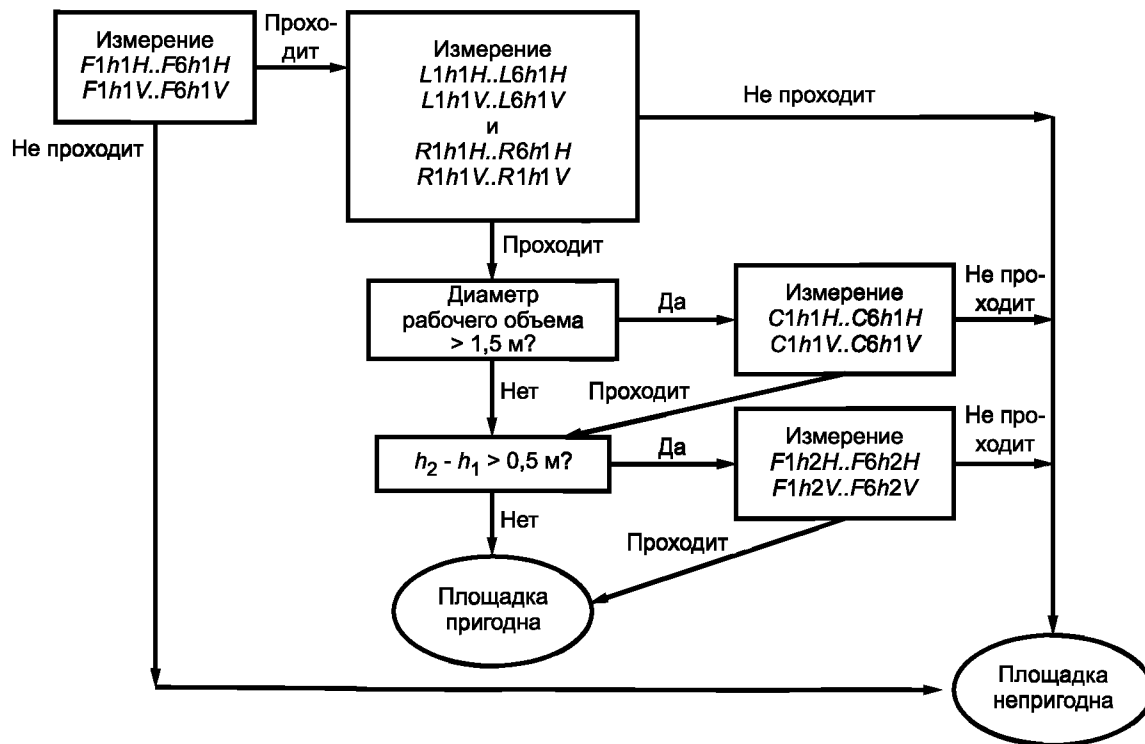 Измерение
F1h1H..F6h1H
F1h1V..F6h1V
Прохо-
дит
Измерение
L1h1H..L6h1H
L1h1V..L6h1V
и
R1h1H..R6h1H
R1h1V..R1h1V
Не проходит
Не проходит
Проходит
Диаметр
рабочего объема
> 1,5 м?
Да
Измерение
C1h1H..C6h1H
C1h1V..C6h1V
Не про-
ходит
Нет
Проходит
h2 - h1 > 0,5 м?
Да
Измерение
F1h2H..F6h2H
F1h2V..F6h2V
Не про-
ходит
Нет
Проходит
Площадка
пригодна
Площадка
непригодна